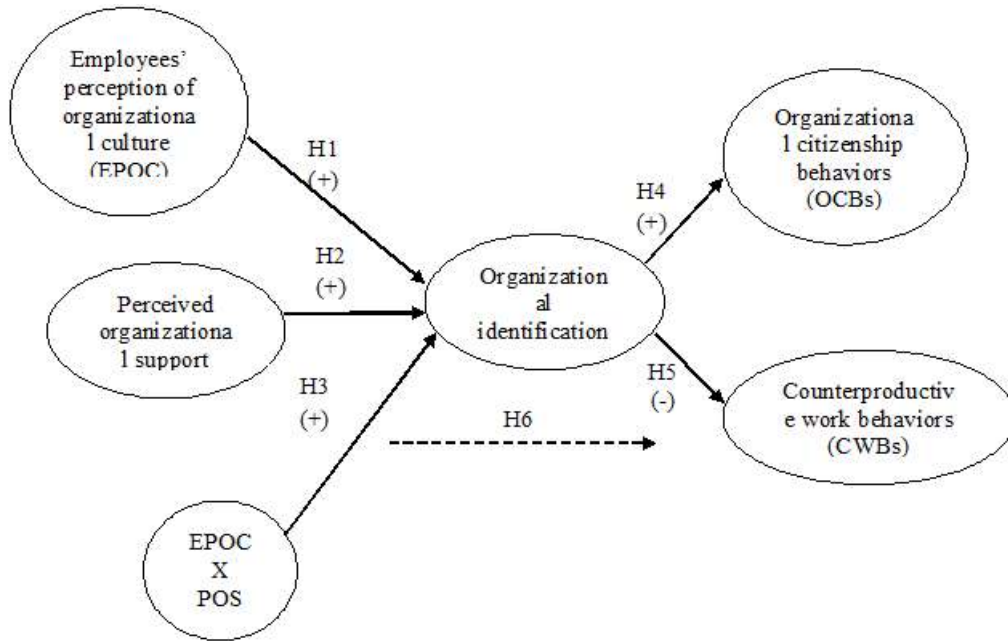 Employees’
perception of
organizationa
l culture
(EPOC)
H1
(+)
H2
(+)
Perceived
organizationa
l support
H3
(+)
EPOC
X
POS
Organization
al
identification
H4
(+)
H5
(-)
H6
Organizationa
l citizenship
behaviors
(OCBs)
Counterproductiv
e work behaviors
(CWBs)